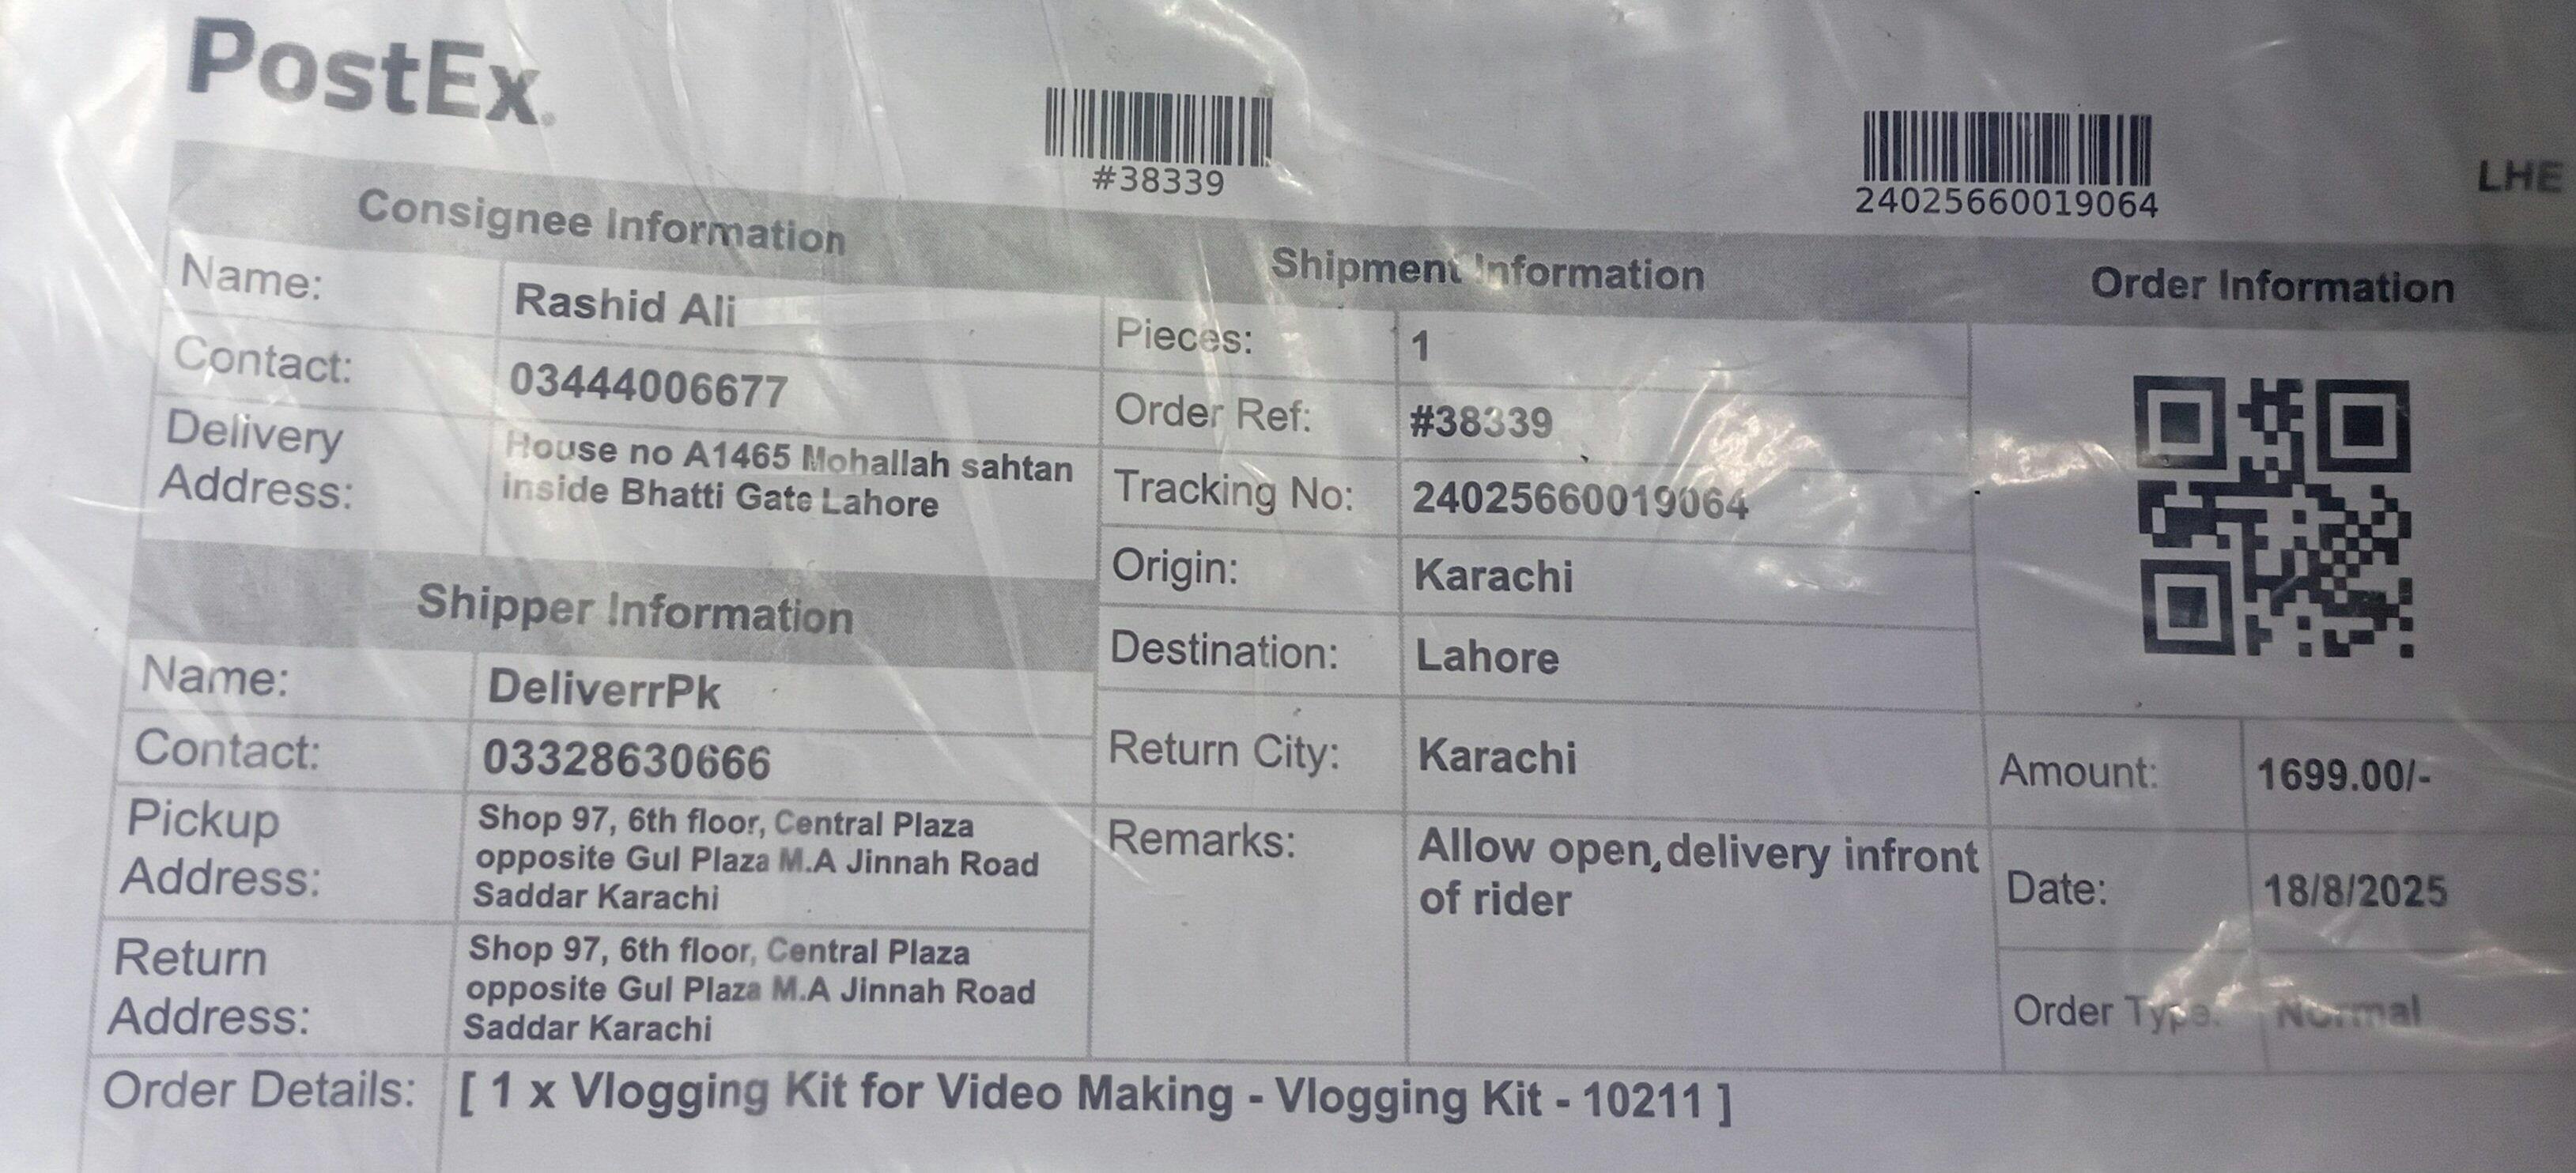 PostEx
#38339
24025660019064
LHE
Consignee Information
Name: Rashid Ali
Contact: 03444006677
Delivery Address: House no A1465 Mohallah sahtan
inside Bhatti Gate Lahore
Shipper Information
Name: DeliverrPk
Contact: 03328630666
Pickup Address: Shop 97, 6th floor, Central Plaza
opposite Gul Plaza M.A Jinnah Road
Saddar Karachi
Return Address: Shop 97, 6th floor, Central Plaza
opposite Gul Plaza M.A Jinnah Road
Saddar Karachi
Shipment Information
Pieces: 1
Order Ref: #38339
Tracking No: 24025660019064
Origin: Karachi
Destination: Lahore
Return City: Karachi
Remarks: Allow open,delivery infront
of rider
Order Information
Amount: 1699.00/-
Date: 18/8/2025
Order Type: Normal
Order Details: [ 1 x Vlogging Kit for Video Making - Vlogging Kit - 10211 ]